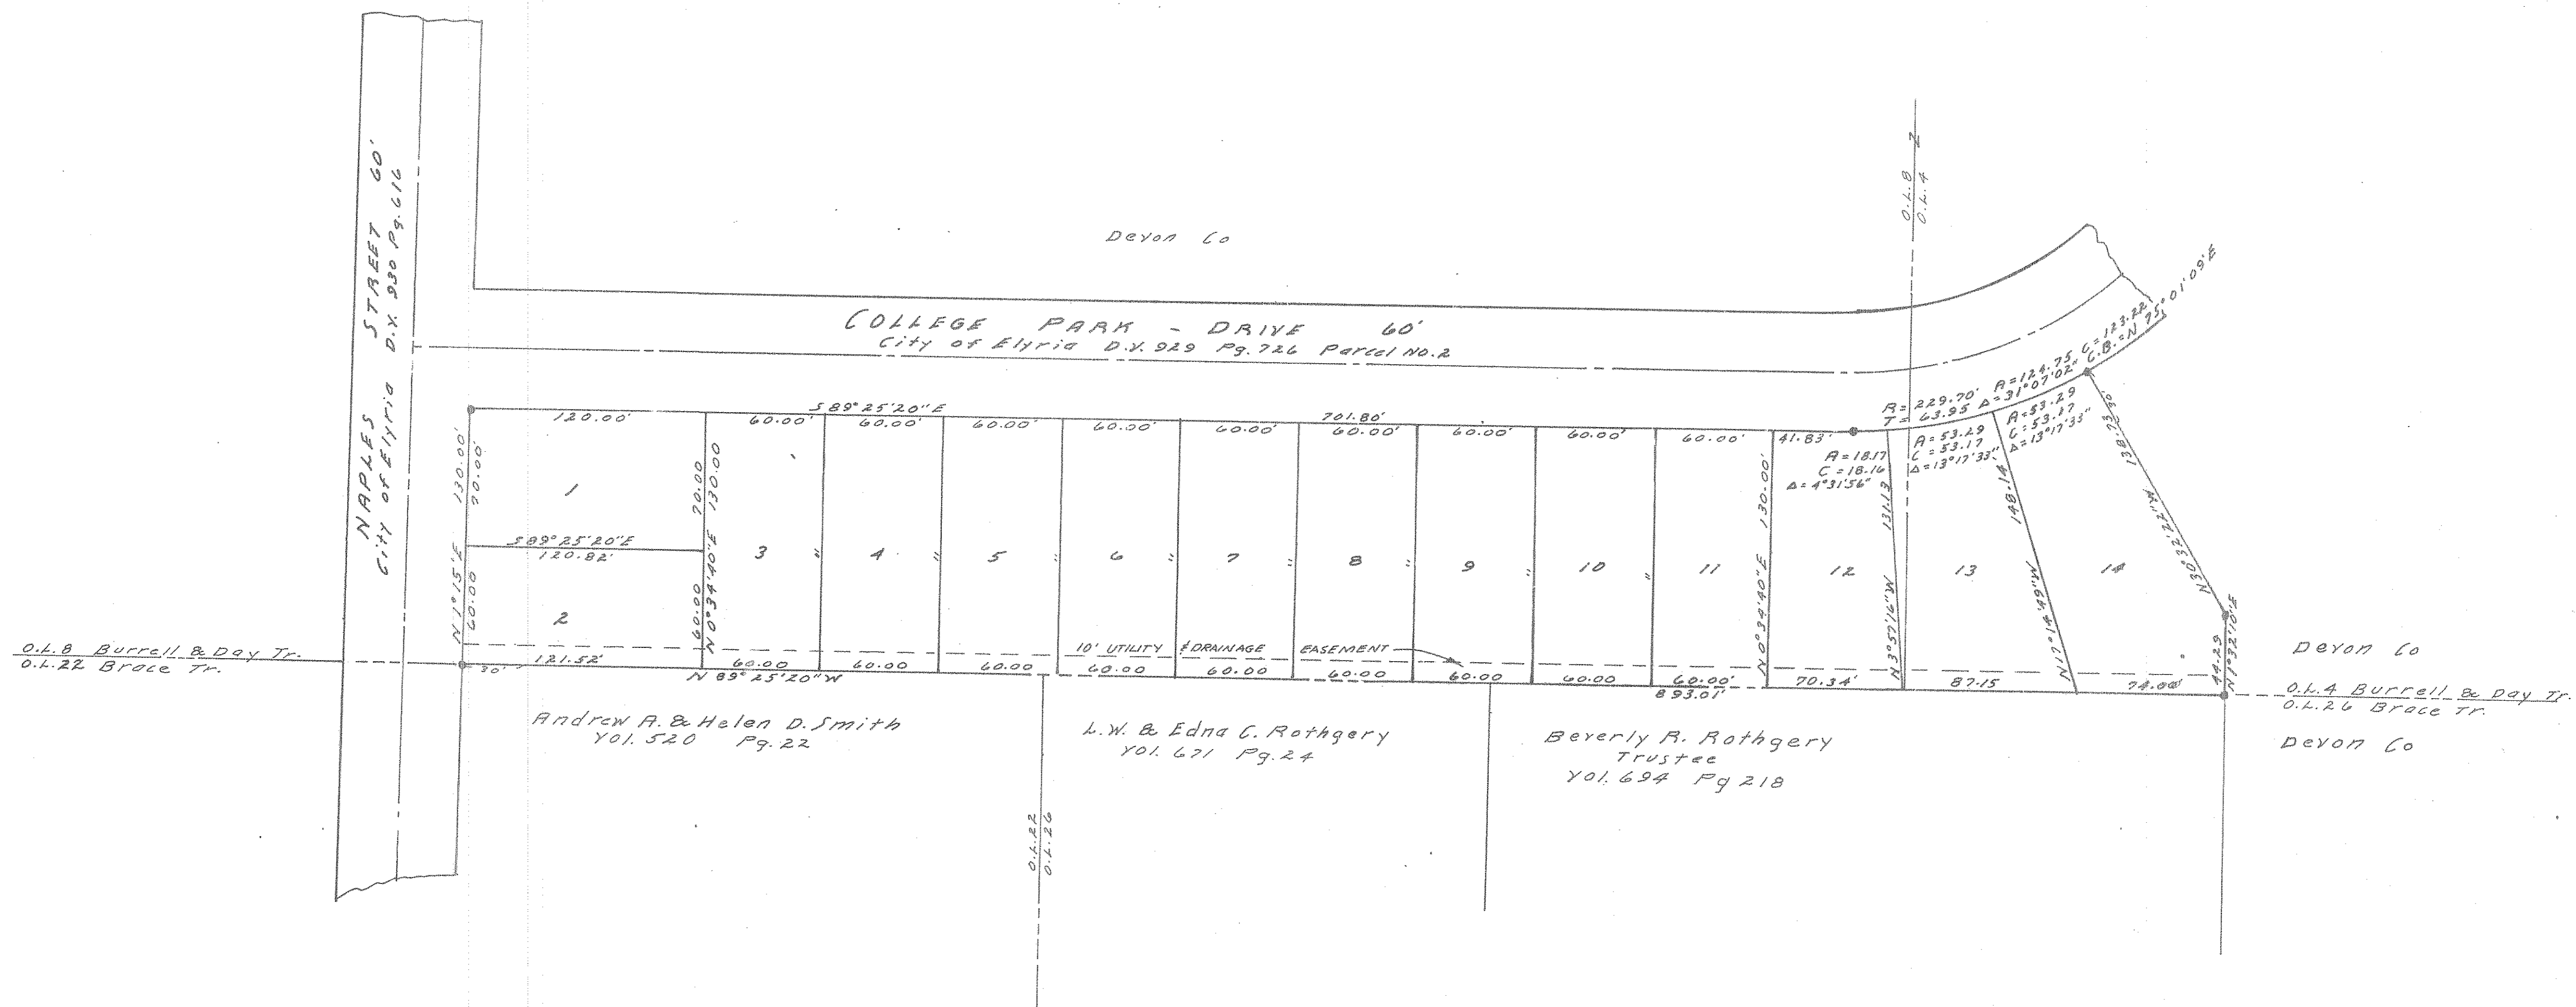 NAPLES STREET 60'
City of Elyria D.V. 930 Pg. 616
Devon Co
O.L. 8
O.L. 4
COLLEGE PARK - DRIVE 60'
City of Elyria D.V. 929 Pg. 726 Parcel No. 2
R = 229.70' A = 124.75 C = 123.22
T = 63.95 Δ = 31°07'02" C.B. = N 75°01'09"E
S 89°25'20"E
701.80'
120.00'
60.00'
60.00'
60.00'
60.00'
60.00'
60.00'
60.00'
60.00'
60.00'
41.83'
A = 18.17
C = 18.16
Δ = 4°31'56"
A = 53.29
C = 53.17
Δ = 13°17'33"
A = 53.29
C = 53.17
Δ = 13°17'33"
N 1°15' E 130.00'
70.00'
60.00
1
S 89°25'20"E
120.82'
2
70.00
60.00
N 0°34'40"E 130.00
3
"
4
"
5
"
6
"
7
"
8
"
9
"
10
"
11
N 0°34'40"E 130.00'
12
N 3°57'16"W 131.31
13
N 17°14'49"W 148.14
14
N 30°32'22"W 138.73
44.29
N 1°32'10"E
10' UTILITY & DRAINAGE EASEMENT
O.L. 8 Burrell & Day Tr.
O.L. 22 Brace Tr.
30'
121.52'
60.00
60.00
60.00
60.00
60.00
60.00
60.00
60.00
60.00'
70.34'
87.15
74.00'
N 89°25'20"W
893.01'
Devon Co
O.L. 4 Burrell & Day Tr.
O.L. 26 Brace Tr.
Devon Co
Andrew A. & Helen D. Smith
Vol. 520 Pg. 22
L.W. & Edna C. Rothgery
Vol. 671 Pg. 24
Beverly R. Rothgery
Trustee
Vol. 694 Pg 218
O.L. 22
O.L. 26